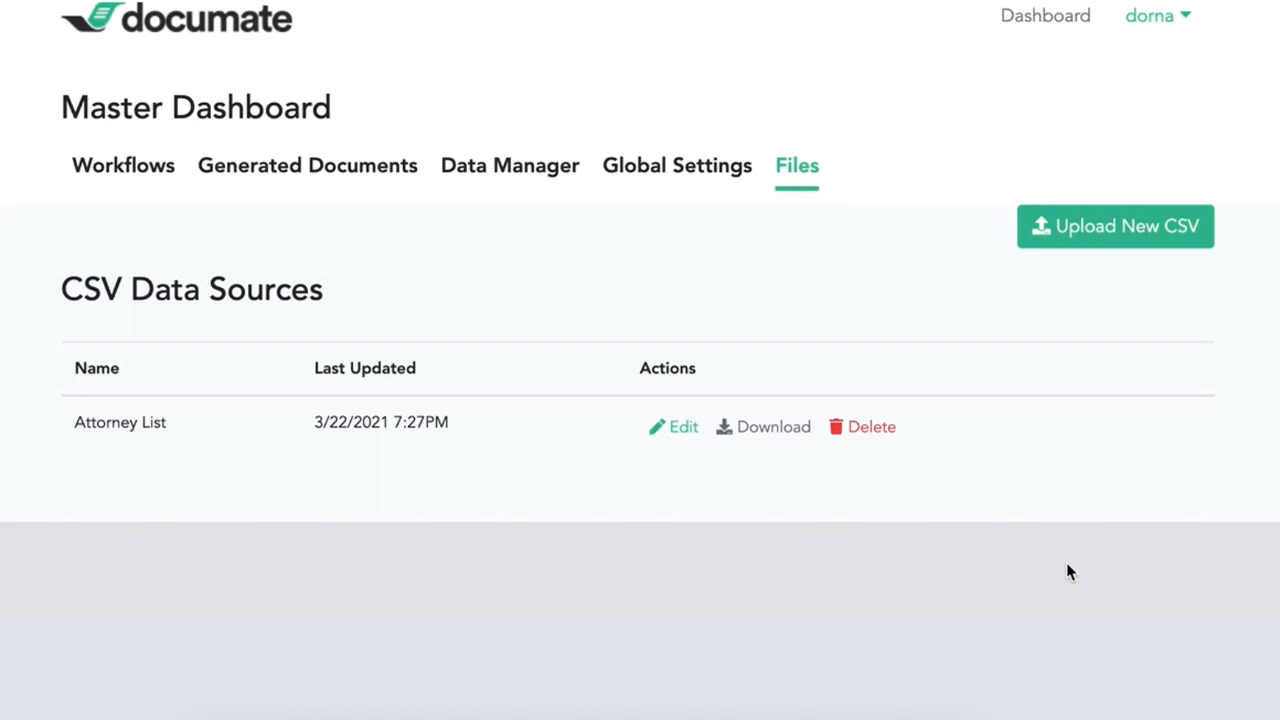 documate
Dashboard dorna
Master Dashboard
Workflows Generated Documents Data Manager Global Settings Files
Upload New CSV
CSV Data Sources
Name Last Updated Actions
Attorney List 3/22/2021 7:27PM Edit Download Delete